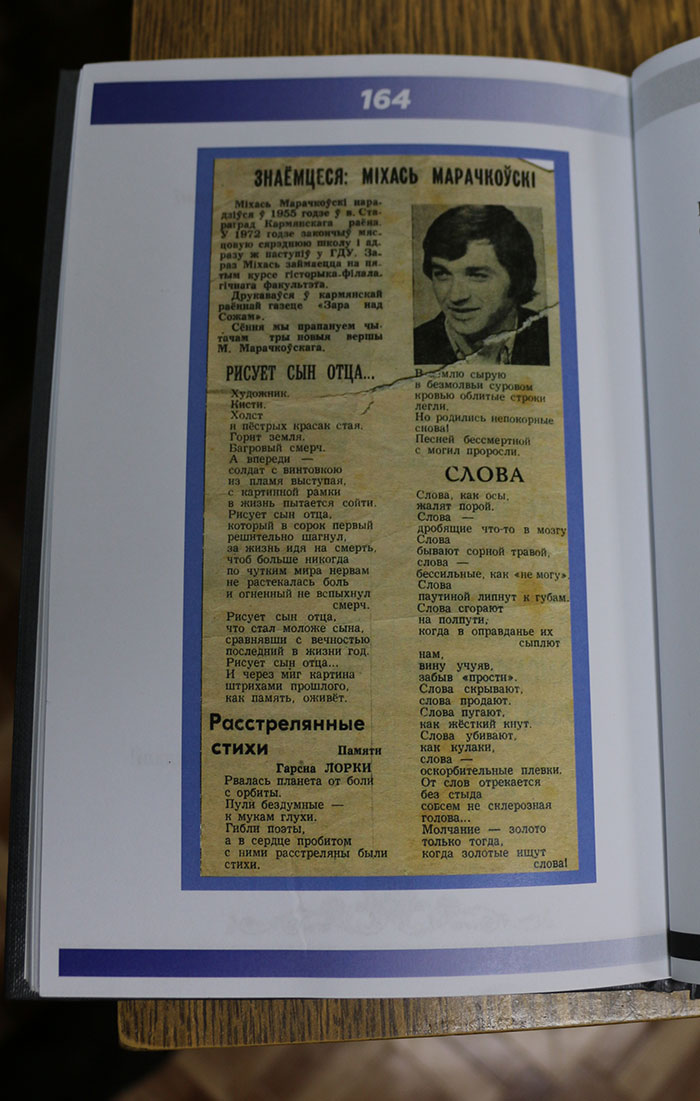 164
ЗНАЁМЦЕСЯ: МІХАСЬ МАРАЧКОЎСКІ
Міхась Марачкоўскі нара-
дзіўся ў 1955 годзе ў в. Ста-
раград Кармянскага раёна.
У 1972 годзе закончыў мяс-
цовую сярэднюю школу і ад-
разу ж паступіў у ГДУ. За-
раз Міхась займаецца на пя-
тым курсе гісторыка-філала-
гічнага факультэта.
Друкаваўся ў кармянскай
раённай газеце «Зара над
Сожам».
Сёння мы прапануем чы-
тачам тры новыя вершы
М. Марачкоўскага.
РИСУЕТ СЫН ОТЦА...
Художник.
Кисти.
Холст
и пёстрых красак стая.
Горит земля.
Багровый смерч.
А впереди —
солдат с винтовкою
из пламя выступая,
с картинной рамки
в жизнь пытается сойти.
Рисует сын отца,
который в сорок первый
решительно шагнул,
за жизнь идя на смерть,
чтоб больше никогда
по чутким мира нервам
не растекалась боль
и огненный не вспыхнул
смерч.
Рисует сын отца,
что стал моложе сына,
сравнявши с вечностью
последний в жизни год.
Рисует сын отца...
И через миг картина
штрихами прошлого,
как память, оживёт.
Расстрелянные
стихи
Памяти
Гарсиа ЛОРКИ
Рвалась планета от боли
с орбиты.
Пули бездумные —
к мукам глухи.
Гибли поэты,
а в сердце пробитом
с ними расстреляны были
стихи.
В землю сырую
в безмолвьи суровом
кровью облитые строки
легли.
Но родились непокорные
снова!
Песней бессмертной
с могил проросли.
СЛОВА
Слова, как осы,
жалят порой.
Слова —
дробящие что-то в мозгу
Слова
бывают сорной травой,
слова —
бессильные, как «не могу».
Слова
паутиной липнут к губам.
Слова сгорают
на полпути,
когда в оправданье их
сыплют
нам,
вину учуяв,
забыв «прости».
Слова скрывают,
слова продают.
Слова пугают,
как жёсткий кнут.
Слова убивают,
как кулаки,
слова —
оскорбительные плевки.
От слов отрекается
без стыда
совсем не склерозная
голова...
Молчание — золото
только тогда,
когда золотые ищут
слова!